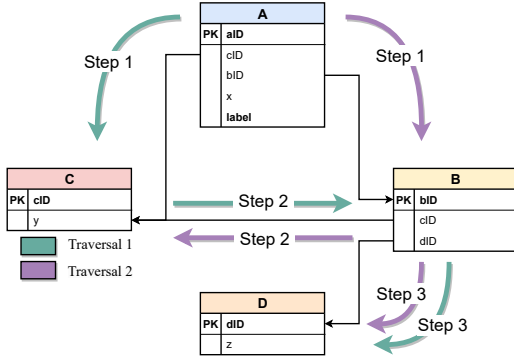 A
PK aID
cID
bID
x
label
Step 1
Step 1
C
PK cID
y
B
PK bID
cID
dID
Step 2
Step 2
Traversal 1
Traversal 2
D
PK dID
z
Step 3
Step 3